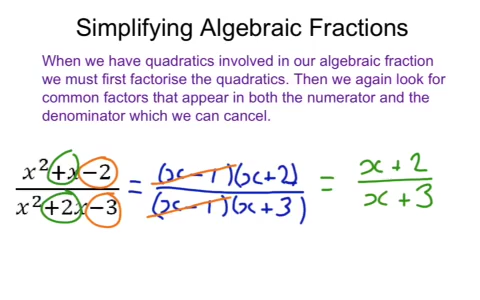 Simplifying Algebraic Fractions
When we have quadratics involved in our algebraic fraction
we must first factorise the quadratics. Then we again look for
common factors that appear in both the numerator and the
denominator which we can cancel.
x²+x−2 / x²+2x−3 = (x−1)(x+2) / (x−1)(x+3) = x+2 / x+3